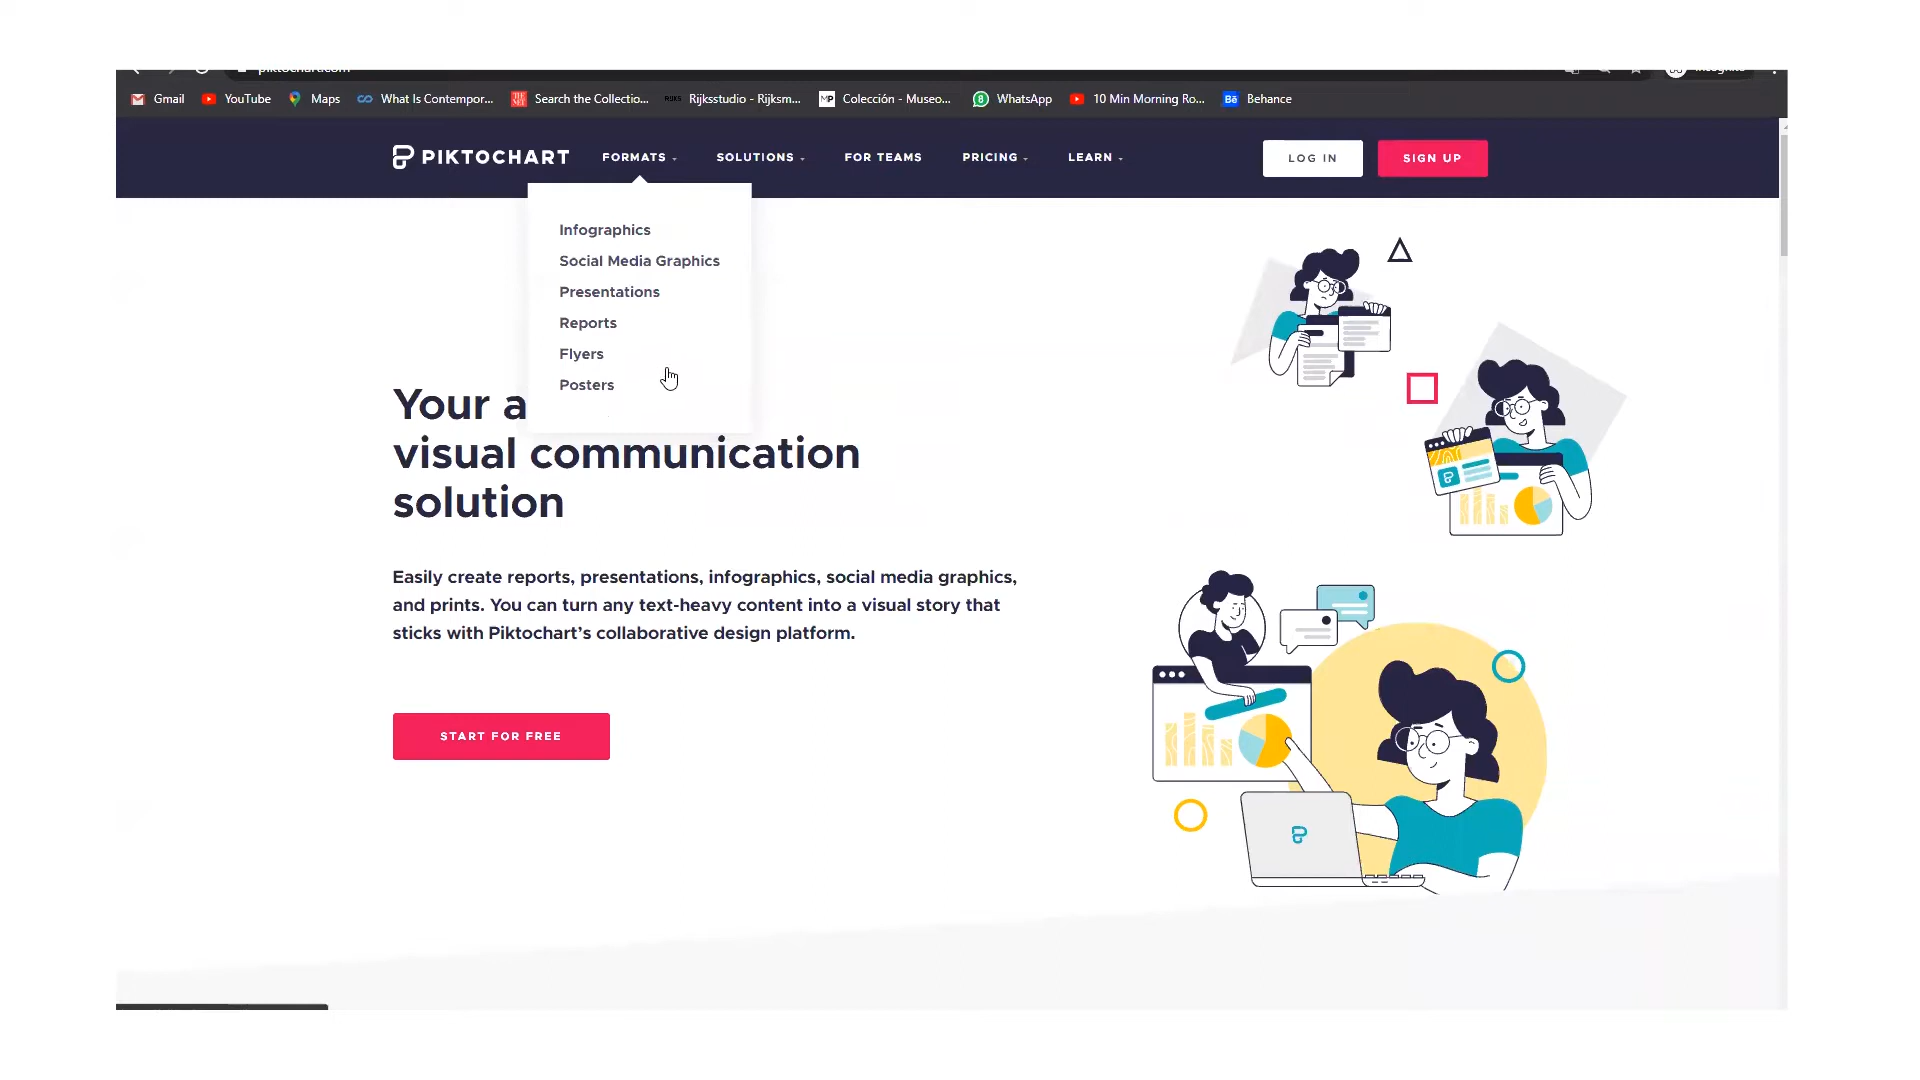 piktochart.com
Incognito
Gmail
YouTube
Maps
What Is Contempor...
Search the Collectio...
Rijksstudio - Rijksm...
Colección - Museo...
WhatsApp
10 Min Morning Ro...
Behance
PIKTOCHART
FORMATS
SOLUTIONS
FOR TEAMS
PRICING
LEARN
LOG IN
SIGN UP
Infographics
Social Media Graphics
Presentations
Reports
Flyers
Posters
Your a
visual communication
solution
Easily create reports, presentations, infographics, social media graphics,
and prints. You can turn any text-heavy content into a visual story that
sticks with Piktochart’s collaborative design platform.
START FOR FREE